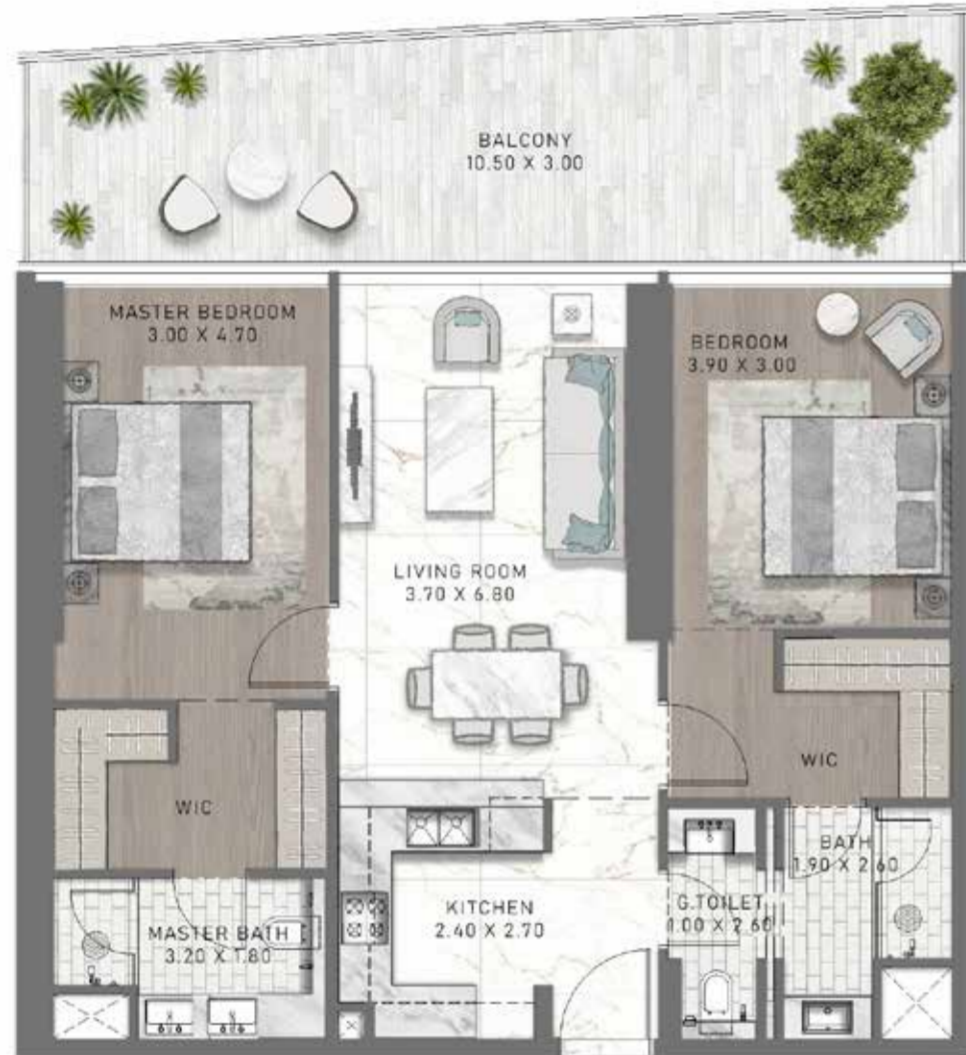 BALCONY
10.50 X 3.00
MASTER BEDROOM
3.00 X 4.70
BEDROOM
3.90 X 3.00
LIVING ROOM
3.70 X 6.80
WIC
WIC
BATH
1.90 X 2.60
KITCHEN
2.40 X 2.70
G.TOILET
1.00 X 2.60
MASTER BATH
3.20 X 1.80